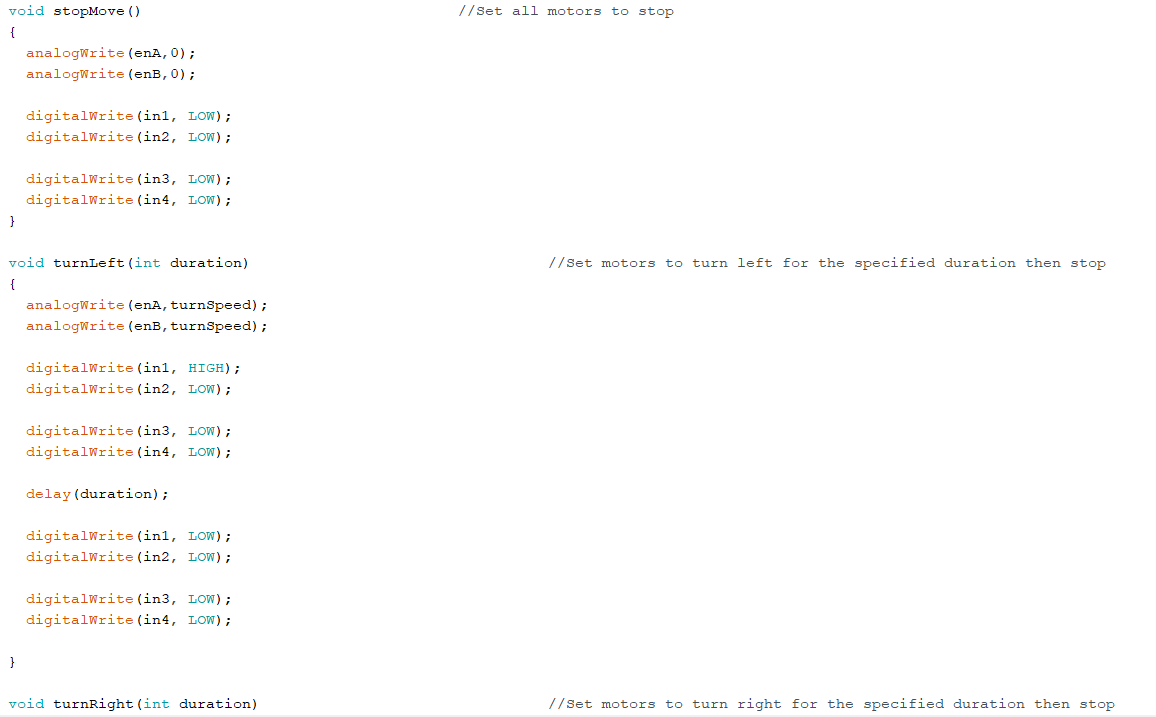 void stopMove()                                   //Set all motors to stop
{
  analogWrite(enA,0);
  analogWrite(enB,0);

  digitalWrite(in1, LOW);
  digitalWrite(in2, LOW);

  digitalWrite(in3, LOW);
  digitalWrite(in4, LOW);
}

void turnLeft(int duration)                                 //Set motors to turn left for the specified duration then stop
{
  analogWrite(enA,turnSpeed);
  analogWrite(enB,turnSpeed);

  digitalWrite(in1, HIGH);
  digitalWrite(in2, LOW);

  digitalWrite(in3, LOW);
  digitalWrite(in4, LOW);

  delay(duration);

  digitalWrite(in1, LOW);
  digitalWrite(in2, LOW);

  digitalWrite(in3, LOW);
  digitalWrite(in4, LOW);

}

void turnRight(int duration)                                //Set motors to turn right for the specified duration then stop